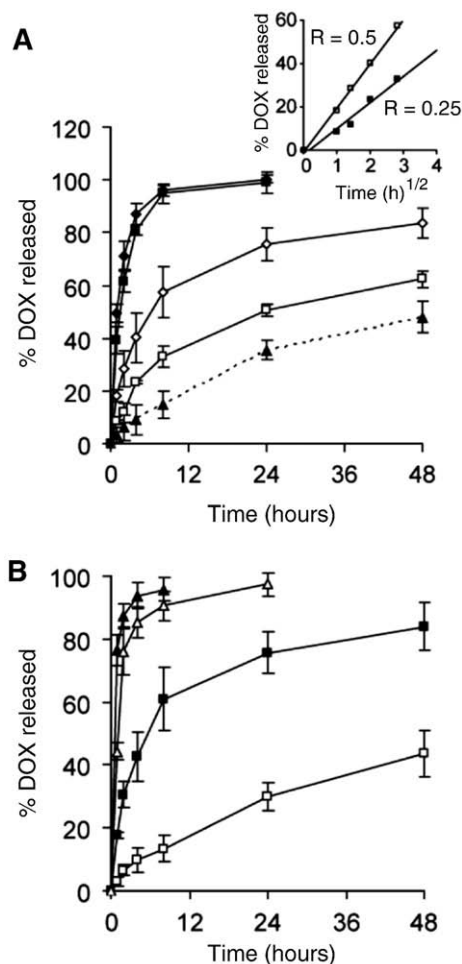 A
% DOX released
60
40
20
0
R = 0.5
R = 0.25
0 1 2 3 4
Time (h)1/2
% DOX released
120
100
80
60
40
20
0
0 12 24 36 48
Time (hours)
B
% DOX released
100
80
60
40
20
0
0 12 24 36 48
Time (hours)